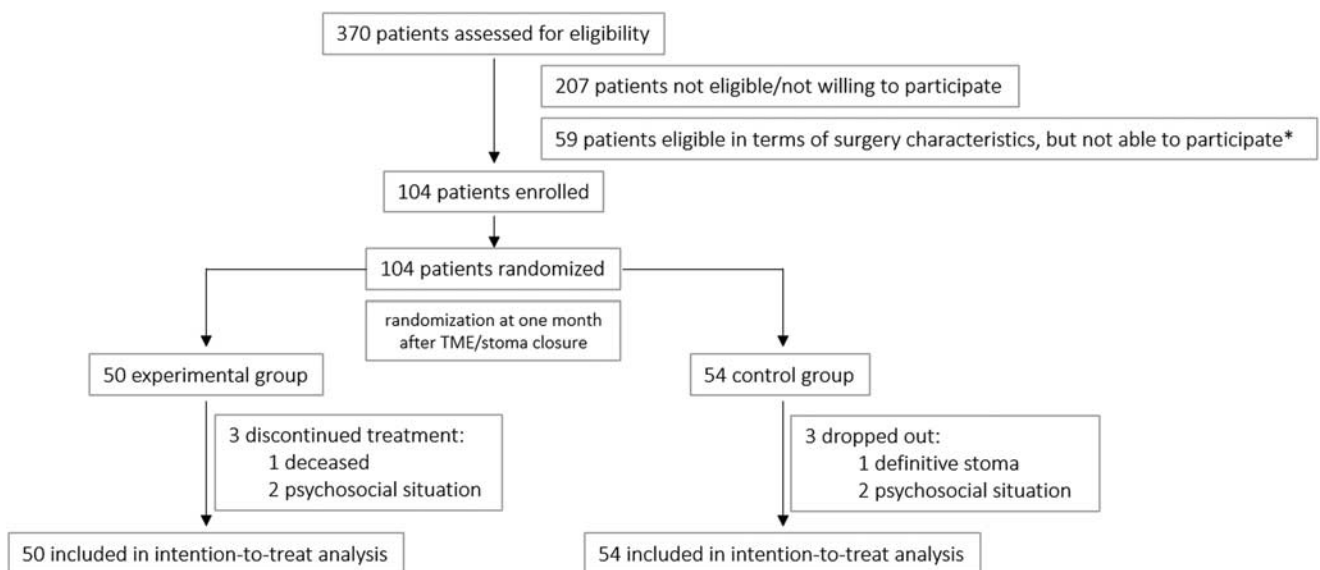 370 patients assessed for eligibility
207 patients not eligible/not willing to participate
59 patients eligible in terms of surgery characteristics, but not able to participate*
104 patients enrolled
104 patients randomized
randomization at one month
after TME/stoma closure
50 experimental group
54 control group
3 discontinued treatment:
1 deceased
2 psychosocial situation
3 dropped out:
1 definitive stoma
2 psychosocial situation
50 included in intention-to-treat analysis
54 included in intention-to-treat analysis